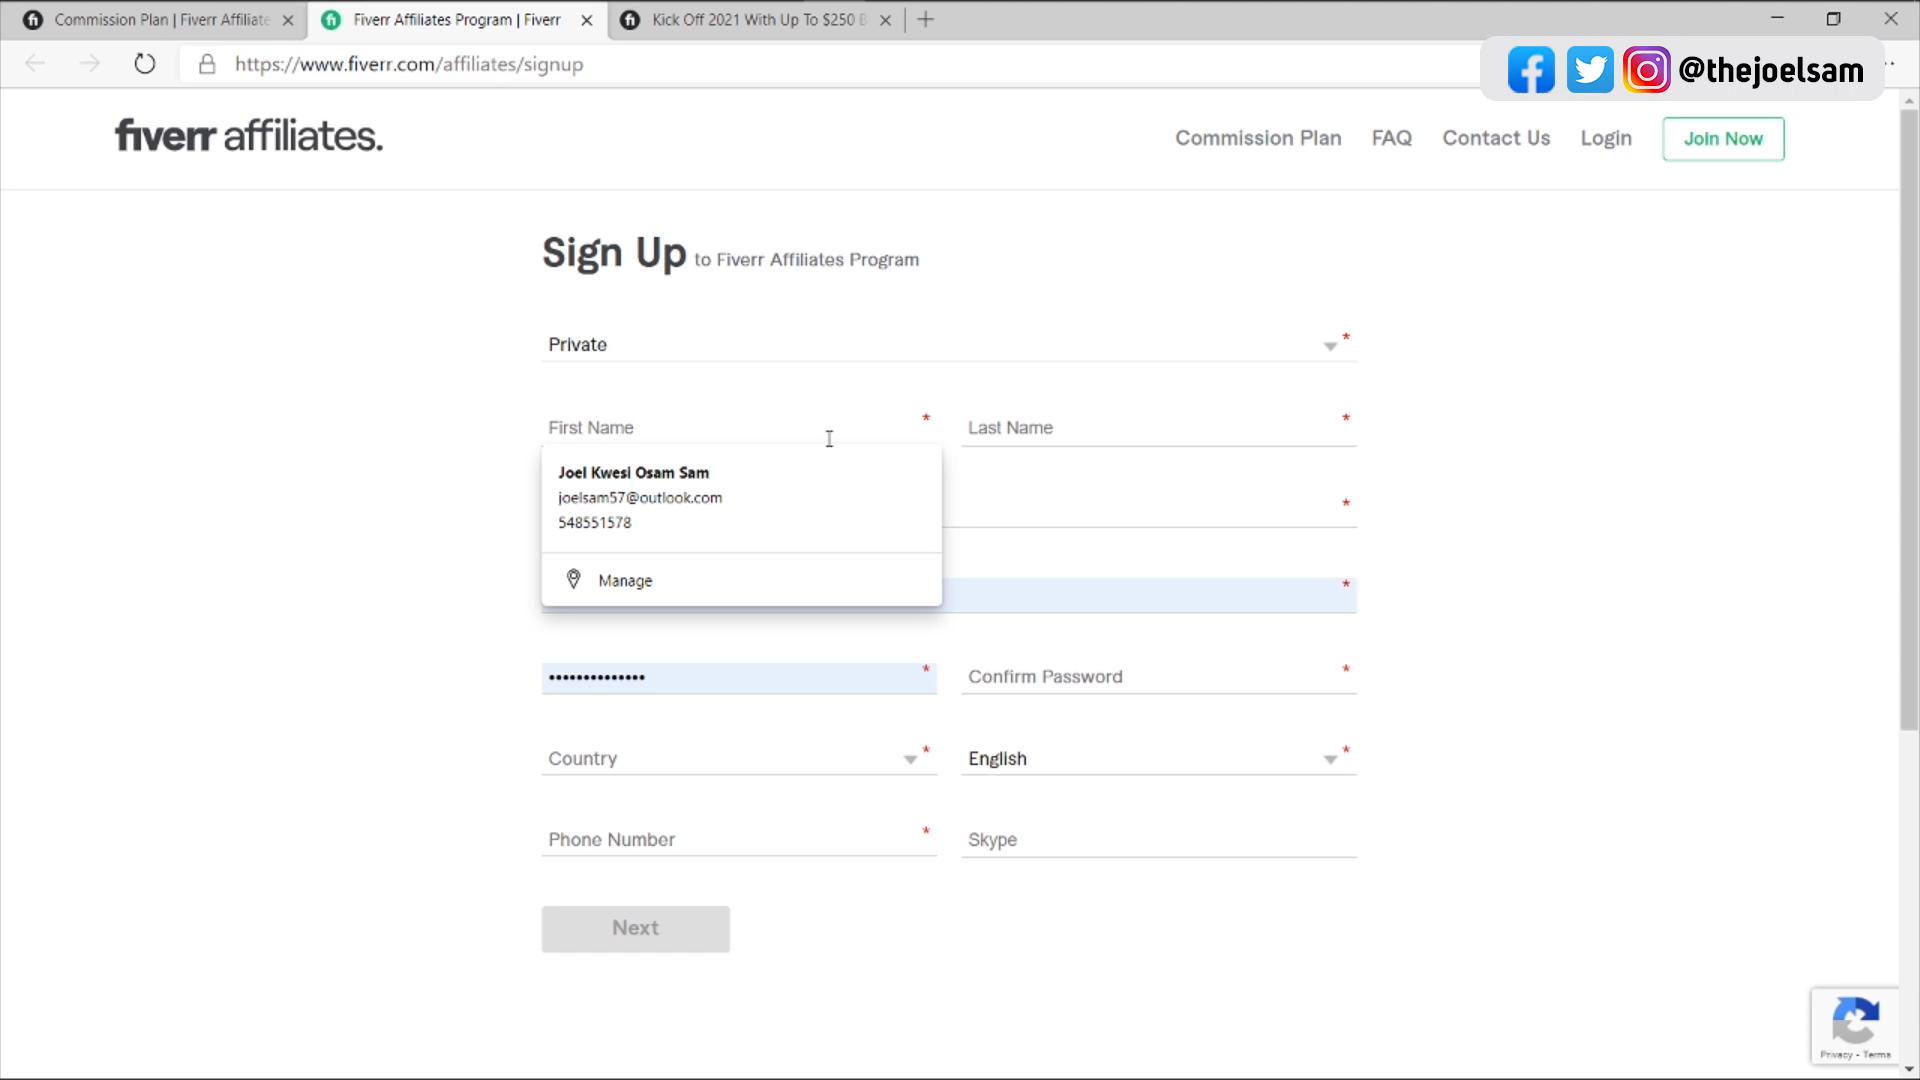 Commission Plan | Fiverr Affiliate
Fiverr Affiliates Program | Fiverr
Kick Off 2021 With Up To $250 B
https://www.fiverr.com/affiliates/signup
@thejoelsam
fiverr affiliates.
Commission Plan
FAQ
Contact Us
Login
Join Now
Sign Up to Fiverr Affiliates Program
Private *
First Name *
Last Name *
Joel Kwesi Osam Sam
joelsam57@outlook.com
548551578
*
Manage
*
•••••••••••••• *
Confirm Password *
Country *
English *
Phone Number *
Skype
Next
Privacy - Terms